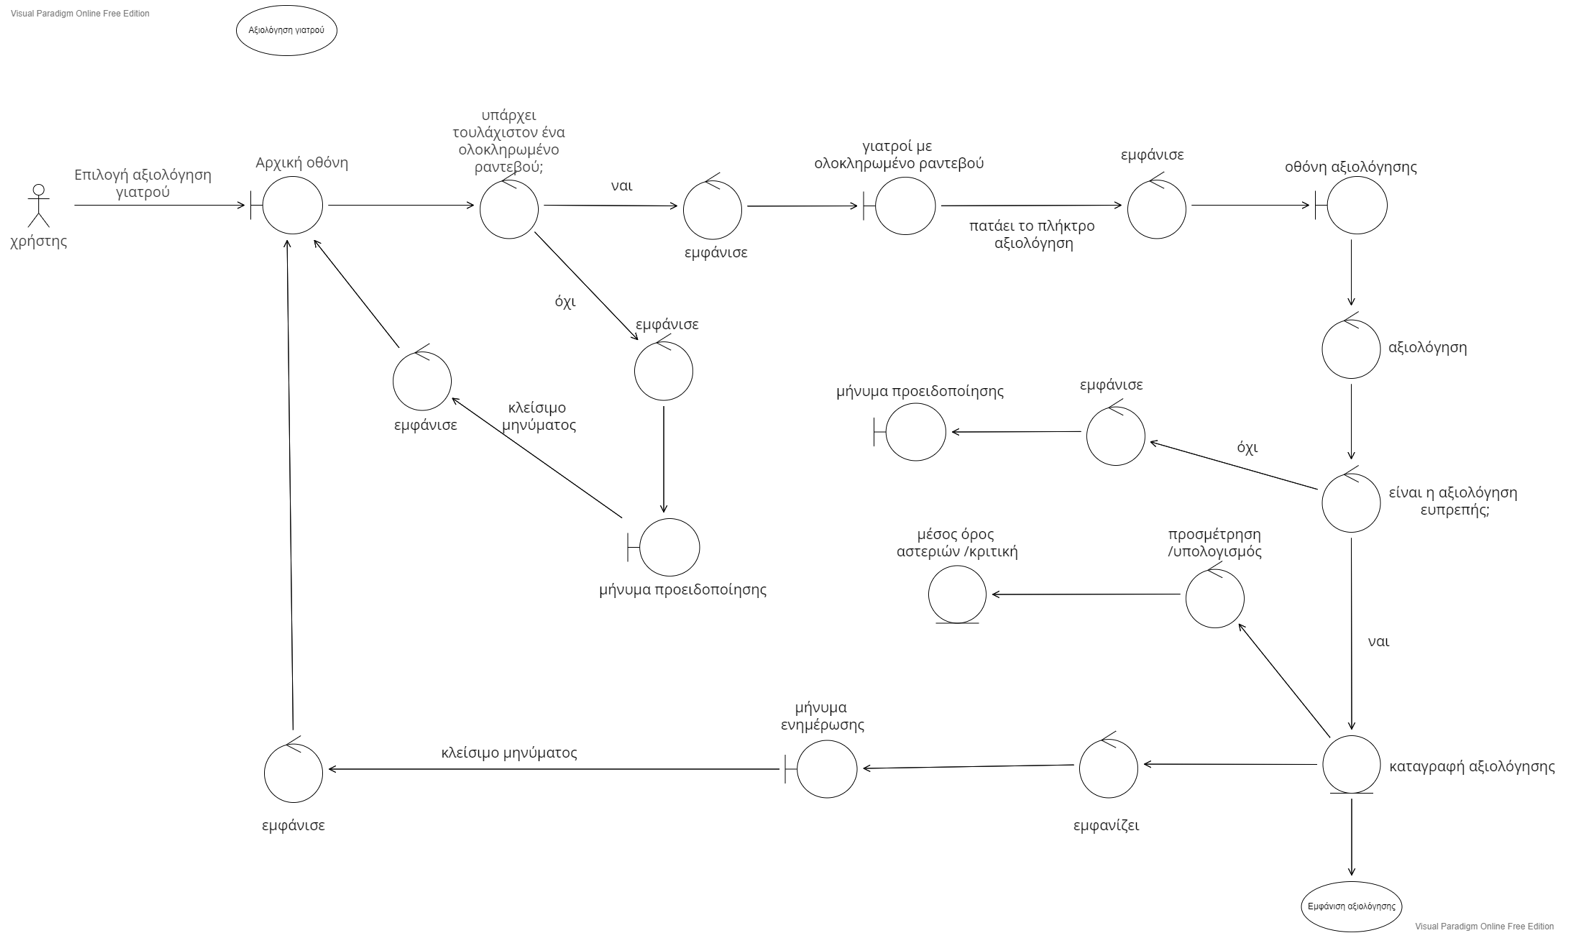 Visual Paradigm Online Free Edition
Αξιολόγηση γιατρού
υπάρχει
τουλάχιστον ένα
ολοκληρωμένο
ραντεβού;
Αρχική οθόνη
Επιλογή αξιολόγηση
γιατρού
χρήστης
ναι
εμφάνισε
γιατροί με
ολοκληρωμένο ραντεβού
πατάει το πλήκτρο
αξιολόγηση
εμφάνισε
οθόνη αξιολόγησης
όχι
εμφάνισε
αξιολόγηση
κλείσιμο
μηνύματος
εμφάνισε
μήνυμα προειδοποίησης
εμφάνισε
όχι
είναι η αξιολόγηση
ευπρεπής;
μήνυμα προειδοποίησης
μέσος όρος
αστεριών /κριτική
προσμέτρηση
/υπολογισμός
ναι
μήνυμα
ενημέρωσης
κλείσιμο μηνύματος
καταγραφή αξιολόγησης
εμφάνισε
εμφανίζει
Εμφάνιση αξιολόγησης
Visual Paradigm Online Free Edition